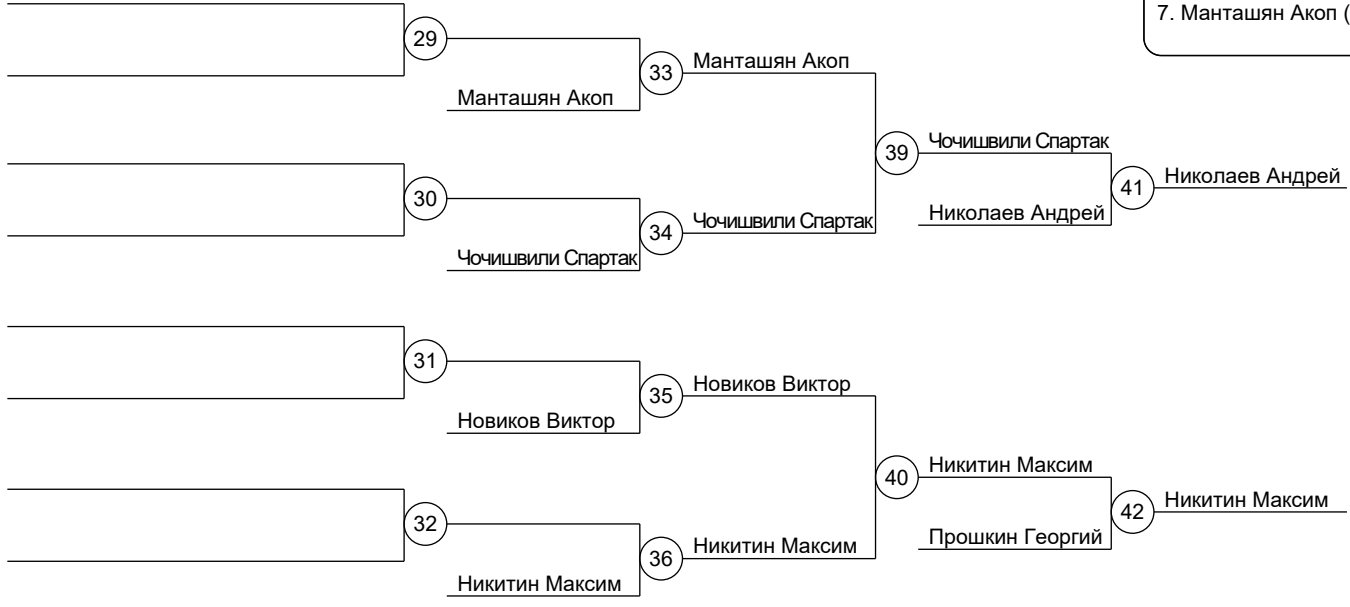 7. Манташян Акоп (
29
33
Манташян Акоп
Манташян Акоп
39
Чочишвили Спартак
41
Николаев Андрей
30
34
Чочишвили Спартак
Николаев Андрей
Чочишвили Спартак
31
35
Новиков Виктор
Новиков Виктор
40
Никитин Максим
42
Никитин Максим
32
36
Никитин Максим
Прошкин Георгий
Никитин Максим